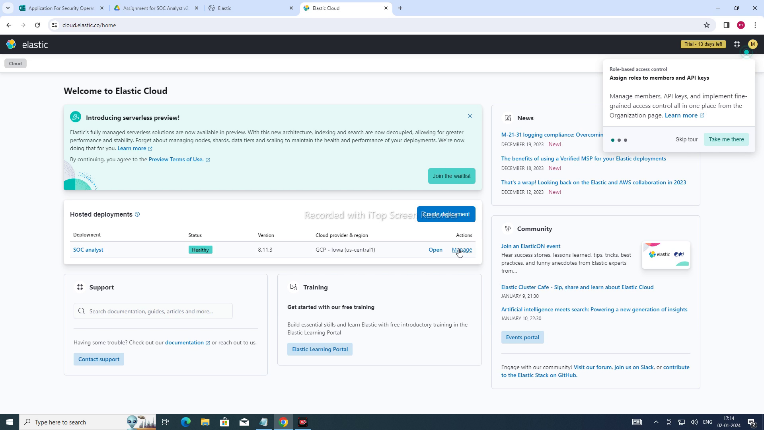 Application For Security Opera
Assignment for SOC Analyst
Elastic
Elastic Cloud
cloud.elastic.co/home
elastic
Trial - 13 days left
M
Cloud
Role-based access control
Assign roles to members and API keys
Manage members, API keys, and implement fine-
grained access control all in one place from the
Organization page. Learn more
Skip tour
Take me there
Welcome to Elastic Cloud
Introducing serverless preview!
Elastic's fully managed serverless solutions are now available in preview. With this new architecture, indexing and search are now decoupled, allowing for greater
performance and stability. Forget about managing nodes, shards, data tiers and scaling to maintain the health and performance of your deployments. We're now
doing that for you. Learn more
By continuing, you agree to the Preview Terms of Use.
Join the waitlist
News
M-21-31 logging compliance: Overcomin
DECEMBER 19, 2023 New!
The benefits of using a Verified MSP for your Elastic deployments
DECEMBER 18, 2023 New!
That's a wrap! Looking back on the Elastic and AWS collaboration in 2023
DECEMBER 12, 2023 New!
Hosted deployments
Recorded with iTop Screen
Create deployment
Deployment Status Version Cloud provider & region Actions
SOC analyst Healthy 8.11.3 GCP - Iowa (us-central1) Open Manage
Community
Join an ElasticON event
Hear success stories, lessons learned, tips, tricks, best
practices, and funny anecdotes from Elastic experts
from...
elastic
Elastic Cluster Cafe - Sip, share and learn about Elastic Cloud
JANUARY 9, 21:30
Artificial intelligence meets search: Powering a new generation of insights
JANUARY 10, 22:30
Events portal
Engage with our community! Visit our forum, join us on Slack, or contribute
to the Elastic Stack on GitHub.
Support
Search documentation, guides, articles and more...
Having some trouble? Check out our documentation or reach out to us.
Contact support
Training
Get started with our free training
Build essential skills and learn Elastic with free introductory training in the
Elastic Learning Portal
Elastic Learning Portal
Type here to search
ENG
17:14
02-01-2024